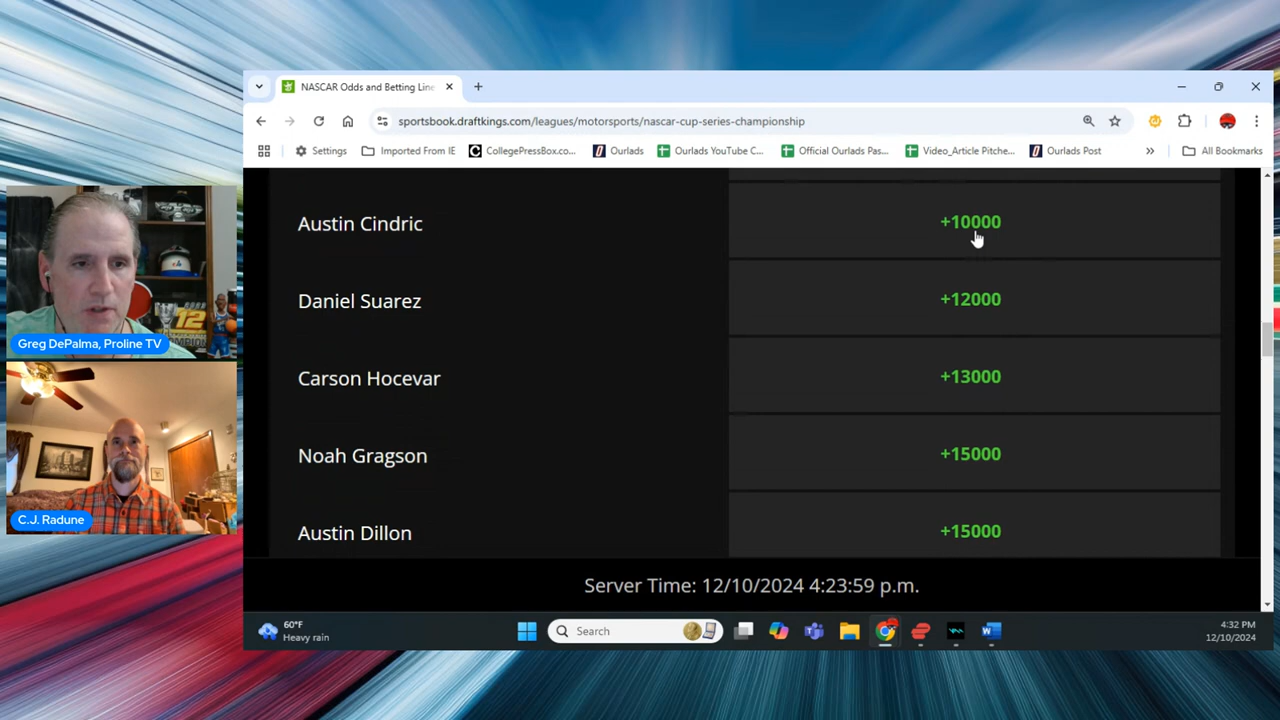 NASCAR Odds and Betting Line
sportsbook.draftkings.com/leagues/motorsports/nascar-cup-series-championship
Settings
Imported From IE
CollegePressBox.co...
Ourlads
Ourlads YouTube C...
Official Ourlads Pas...
Video_Article Pitche...
Ourlads Post
All Bookmarks
Austin Cindric +10000
Daniel Suarez +12000
Carson Hocevar +13000
Noah Gragson +15000
Austin Dillon +15000
Server Time: 12/10/2024 4:23:59 p.m.
12
Greg DePalma, Proline TV
C.J. Radune
60°F
Heavy rain
Search
4:32 PM
12/10/2024